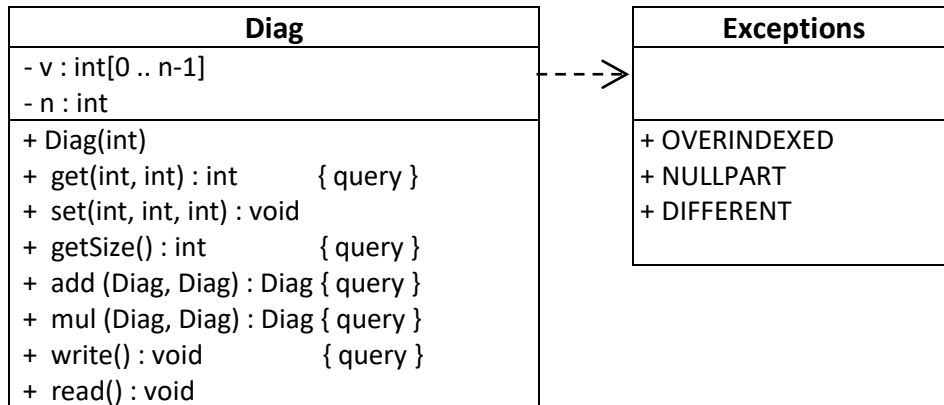 Diag
- v : int[0 .. n-1]
- n : int
+ Diag(int)
+ get(int, int) : int { query }
+ set(int, int, int) : void
+ getSize() : int { query }
+ add (Diag, Diag) : Diag { query }
+ mul (Diag, Diag) : Diag { query }
+ write() : void { query }
+ read() : void
Exceptions
+ OVERINDEXED
+ NULLPART
+ DIFFERENT